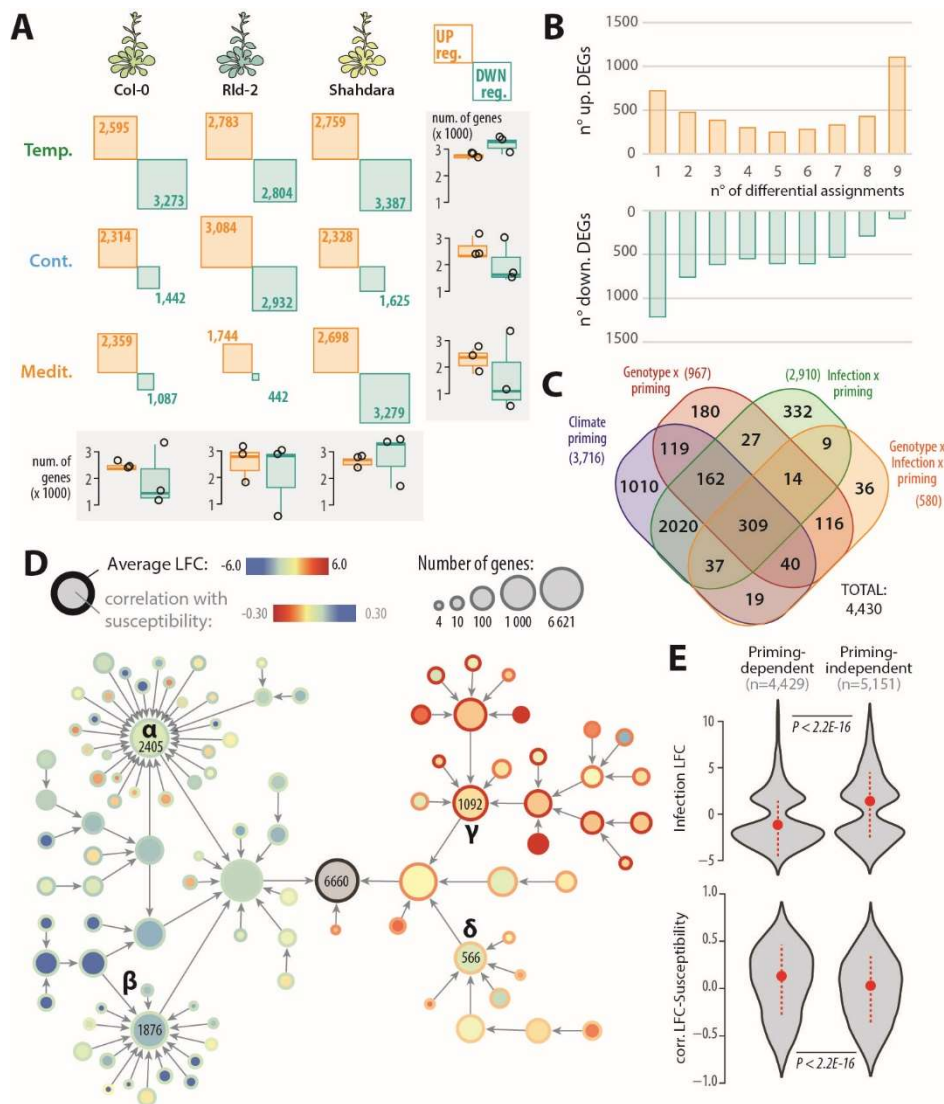 A
Col-0
Rld-2
Shahdara
UP
reg.
DWN
reg.
Temp.
2,595
3,273
2,783
2,804
2,759
3,387
num. of genes
(x 1000)
3
2
1
Cont.
2,314
1,442
3,084
2,932
2,328
1,625
3
2
1
Medit.
2,359
1,087
1,744
442
2,698
3,279
3
2
1
num. of
genes
(x 1000)
3
2
1
3
2
1
3
2
1
B
n° up. DEGs
1500
1000
500
0
1 2 3 4 5 6 7 8 9
n° of differential assignments
n° down. DEGs
0
500
1000
1500
C
Genotype x
priming
(967)
(2,910)
Infection x
priming
Climate
priming
(3,716)
Genotype x
Infection x
priming
(580)
180
332
119
27
9
1010
162
14
36
2020
309
116
37
40
19
TOTAL:
4,430
D
Average LFC:
-6.0
6.0
correlation with
susceptibility:
-0.30
0.30
Number of genes:
4
10
100
1 000
6 621
α
2405
β
1876
6660
1092
γ
δ
566
E
Priming-
dependent
(n=4,429)
Priming-
independent
(n=5,151)
P < 2.2E-16
Infection LFC
10
5
0
-5
corr. LFC-Susceptibility
1.0
0.5
0.0
-0.5
-1.0
P < 2.2E-16